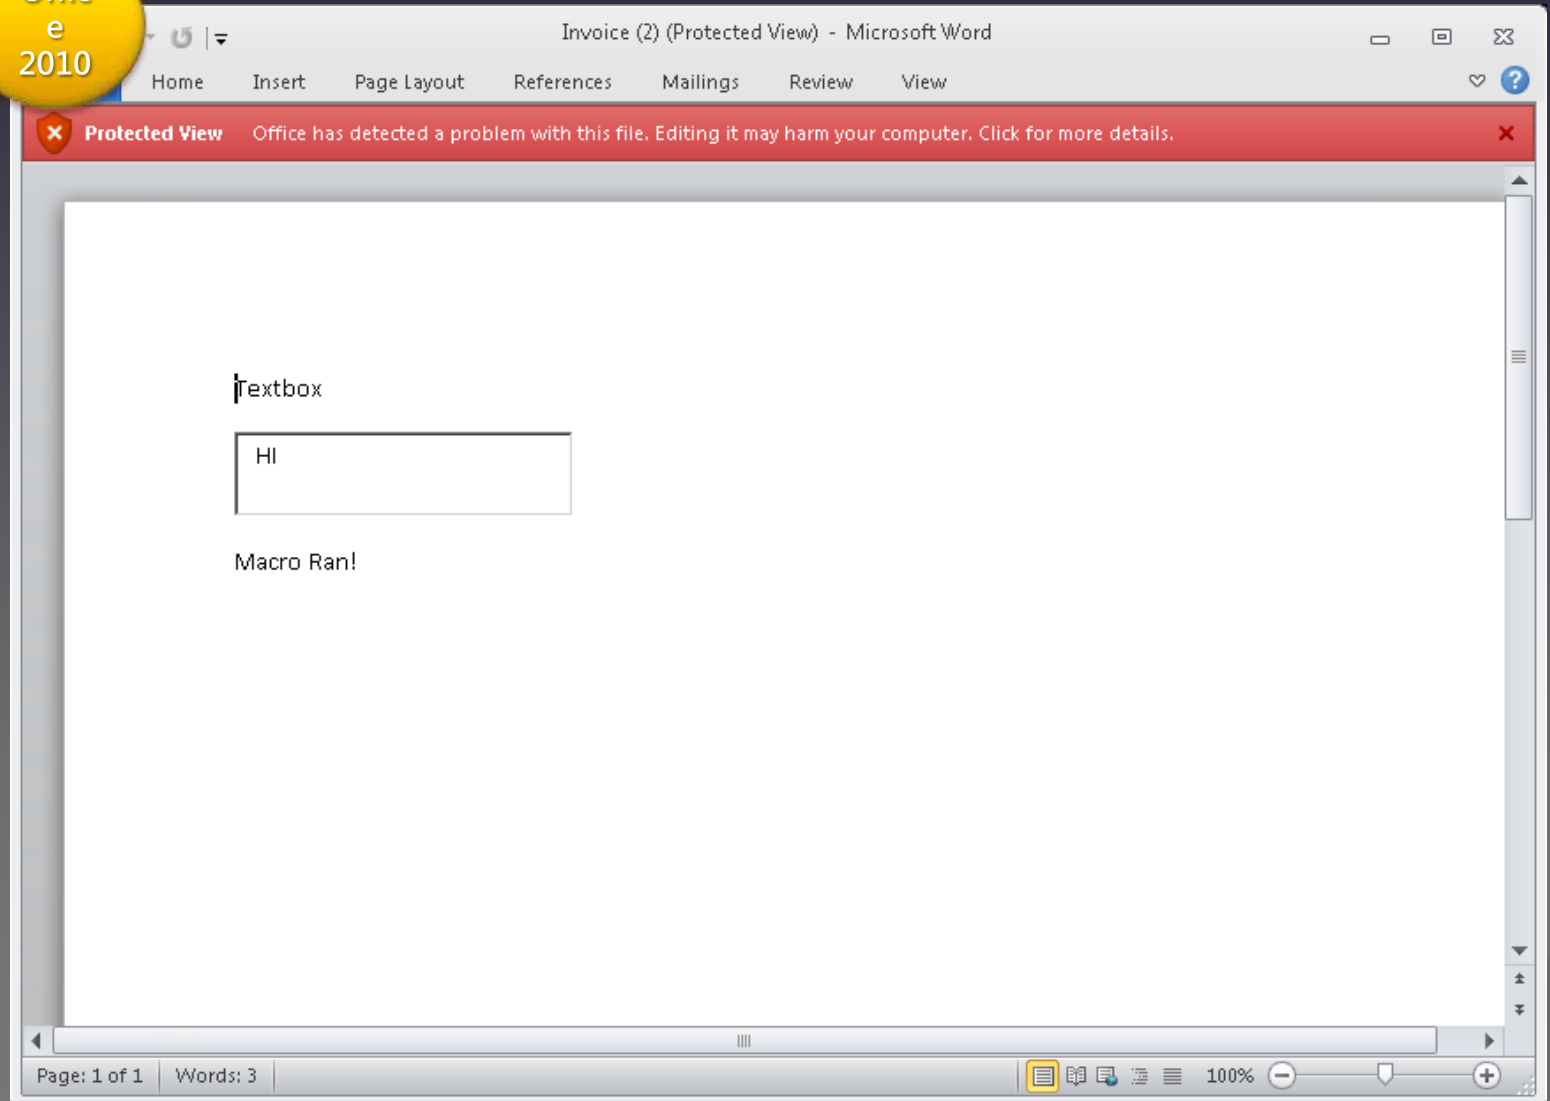 e
2010
Invoice (2) (Protected View) - Microsoft Word
Home Insert Page Layout References Mailings Review View
Protected View Office has detected a problem with this file. Editing it may harm your computer. Click for more details.
Textbox
HI
Macro Ran!
Page: 1 of 1 Words: 3 100%